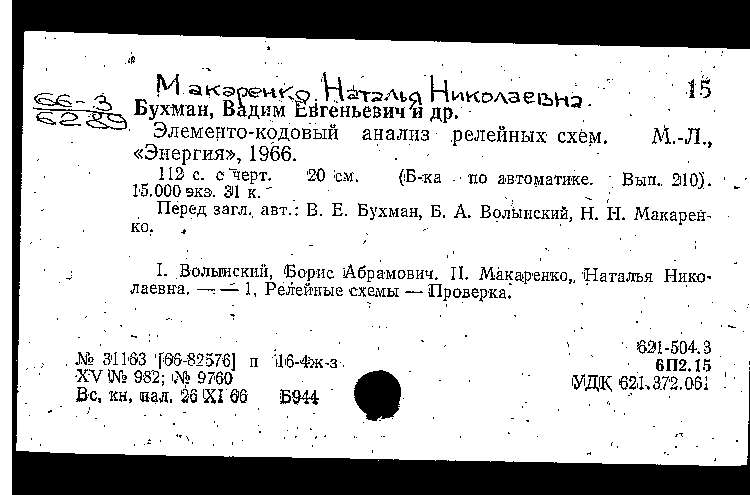 Макаренко, Наталья Николаевна.
15
66-3
6289
Бухман, Вадим Евгеньевич и др.
Элементо-кодовый анализ релейных схем. М.-Л.,
«Энергия», 1966.
112 с. с черт. 20 см. (Б-ка по автоматике. Вып. 210).
15.000 экз. 31 к.
Перед загл. авт.: В. Е. Бухман, Б. А. Волынский, Н. Н. Макарен-
ко.
I. Волынский, Борис Абрамович. II. Макаренко, Наталья Нико-
лаевна. — — 1. Релейные схемы — Проверка.
621-504.3
№ 31163 [66-82576] п 16-4ж-з
6П2.15
XV № 982; № 9760
УДК 621.372.061
Вс. кн. пал. 26 XI 66 Б944